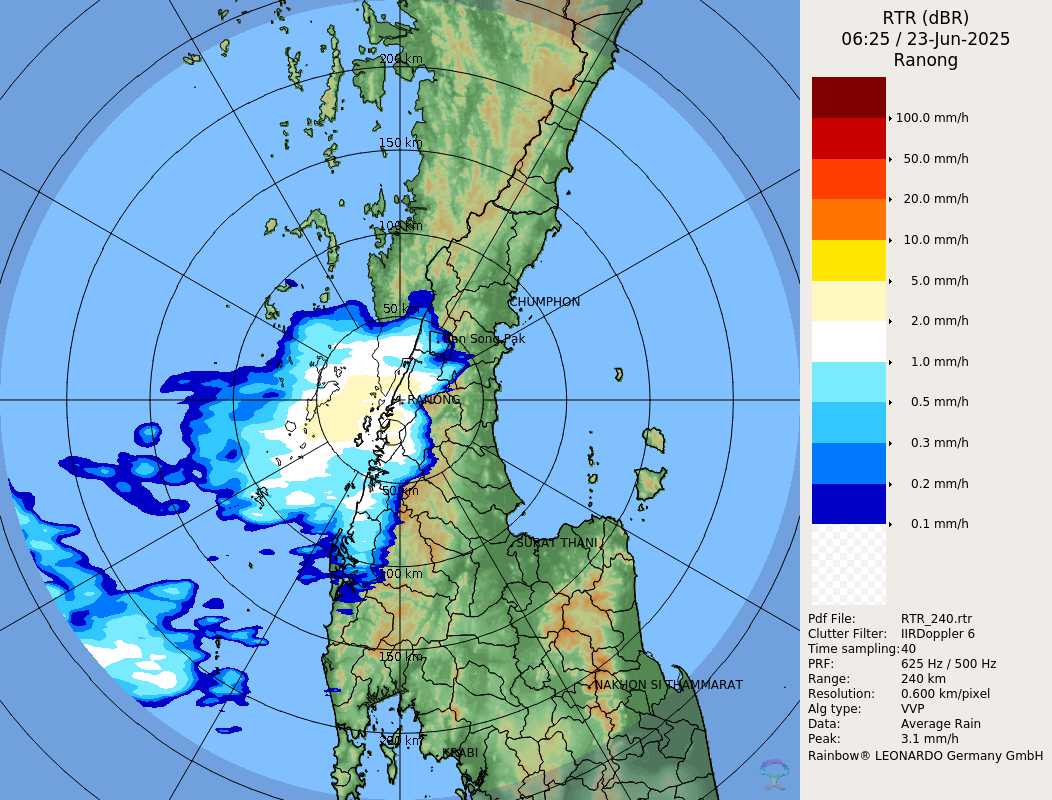 RTR (dBR)
06:25 / 23-Jun-2025
Ranong
100.0 mm/h
50.0 mm/h
20.0 mm/h
10.0 mm/h
5.0 mm/h
2.0 mm/h
1.0 mm/h
0.5 mm/h
0.3 mm/h
0.2 mm/h
0.1 mm/h
Pdf File: RTR_240.rtr
Clutter Filter: IIRDoppler 6
Time sampling:40
PRF: 625 Hz / 500 Hz
Range: 240 km
Resolution: 0.600 km/pixel
Alg type: VVP
Data: Average Rain
Peak: 3.1 mm/h
Rainbow® LEONARDO Germany GmbH
200 km
150 km
100 km
50 km
CHUMPHON
Song Pak
RANONG
50 km
SURAT THANI
100 km
150 km
NAKHON SI THAMMARAT
200 km
KRABI